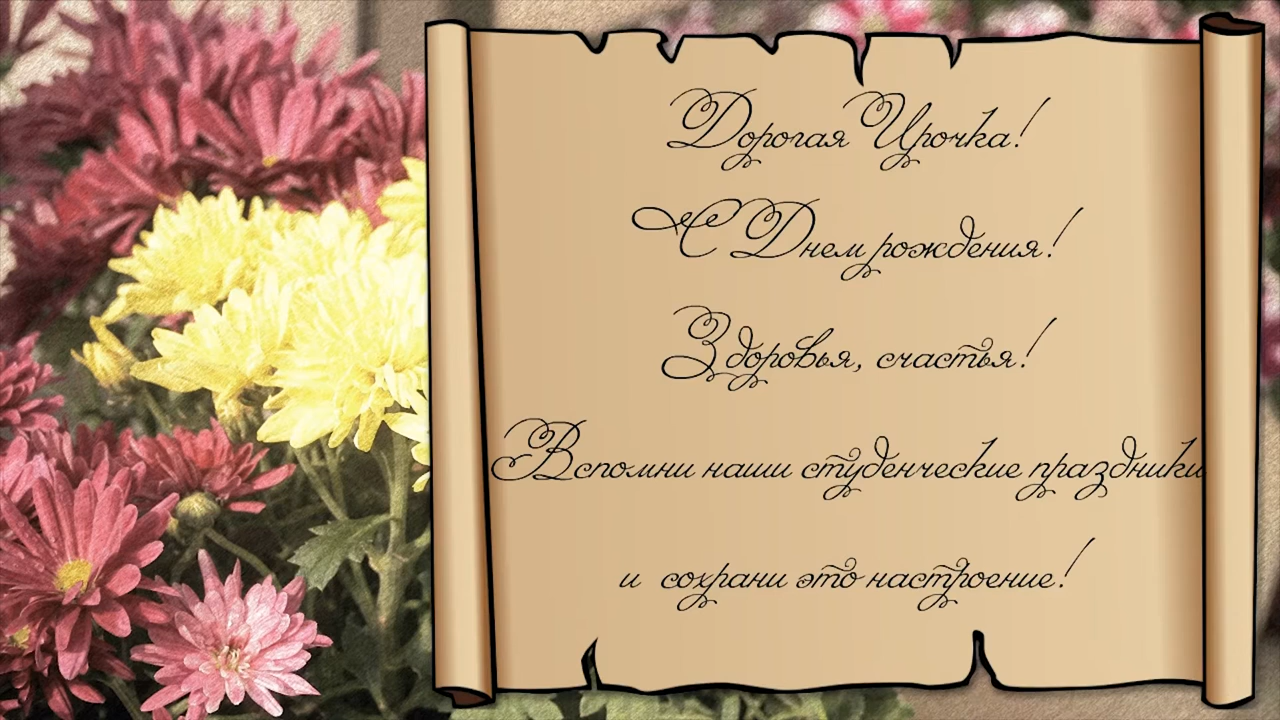 Дорогая Ирочка!
С Днем рождения!
Здоровья, счастья!
Вспомни наши студенческие праздники
и сохрани это настроение!